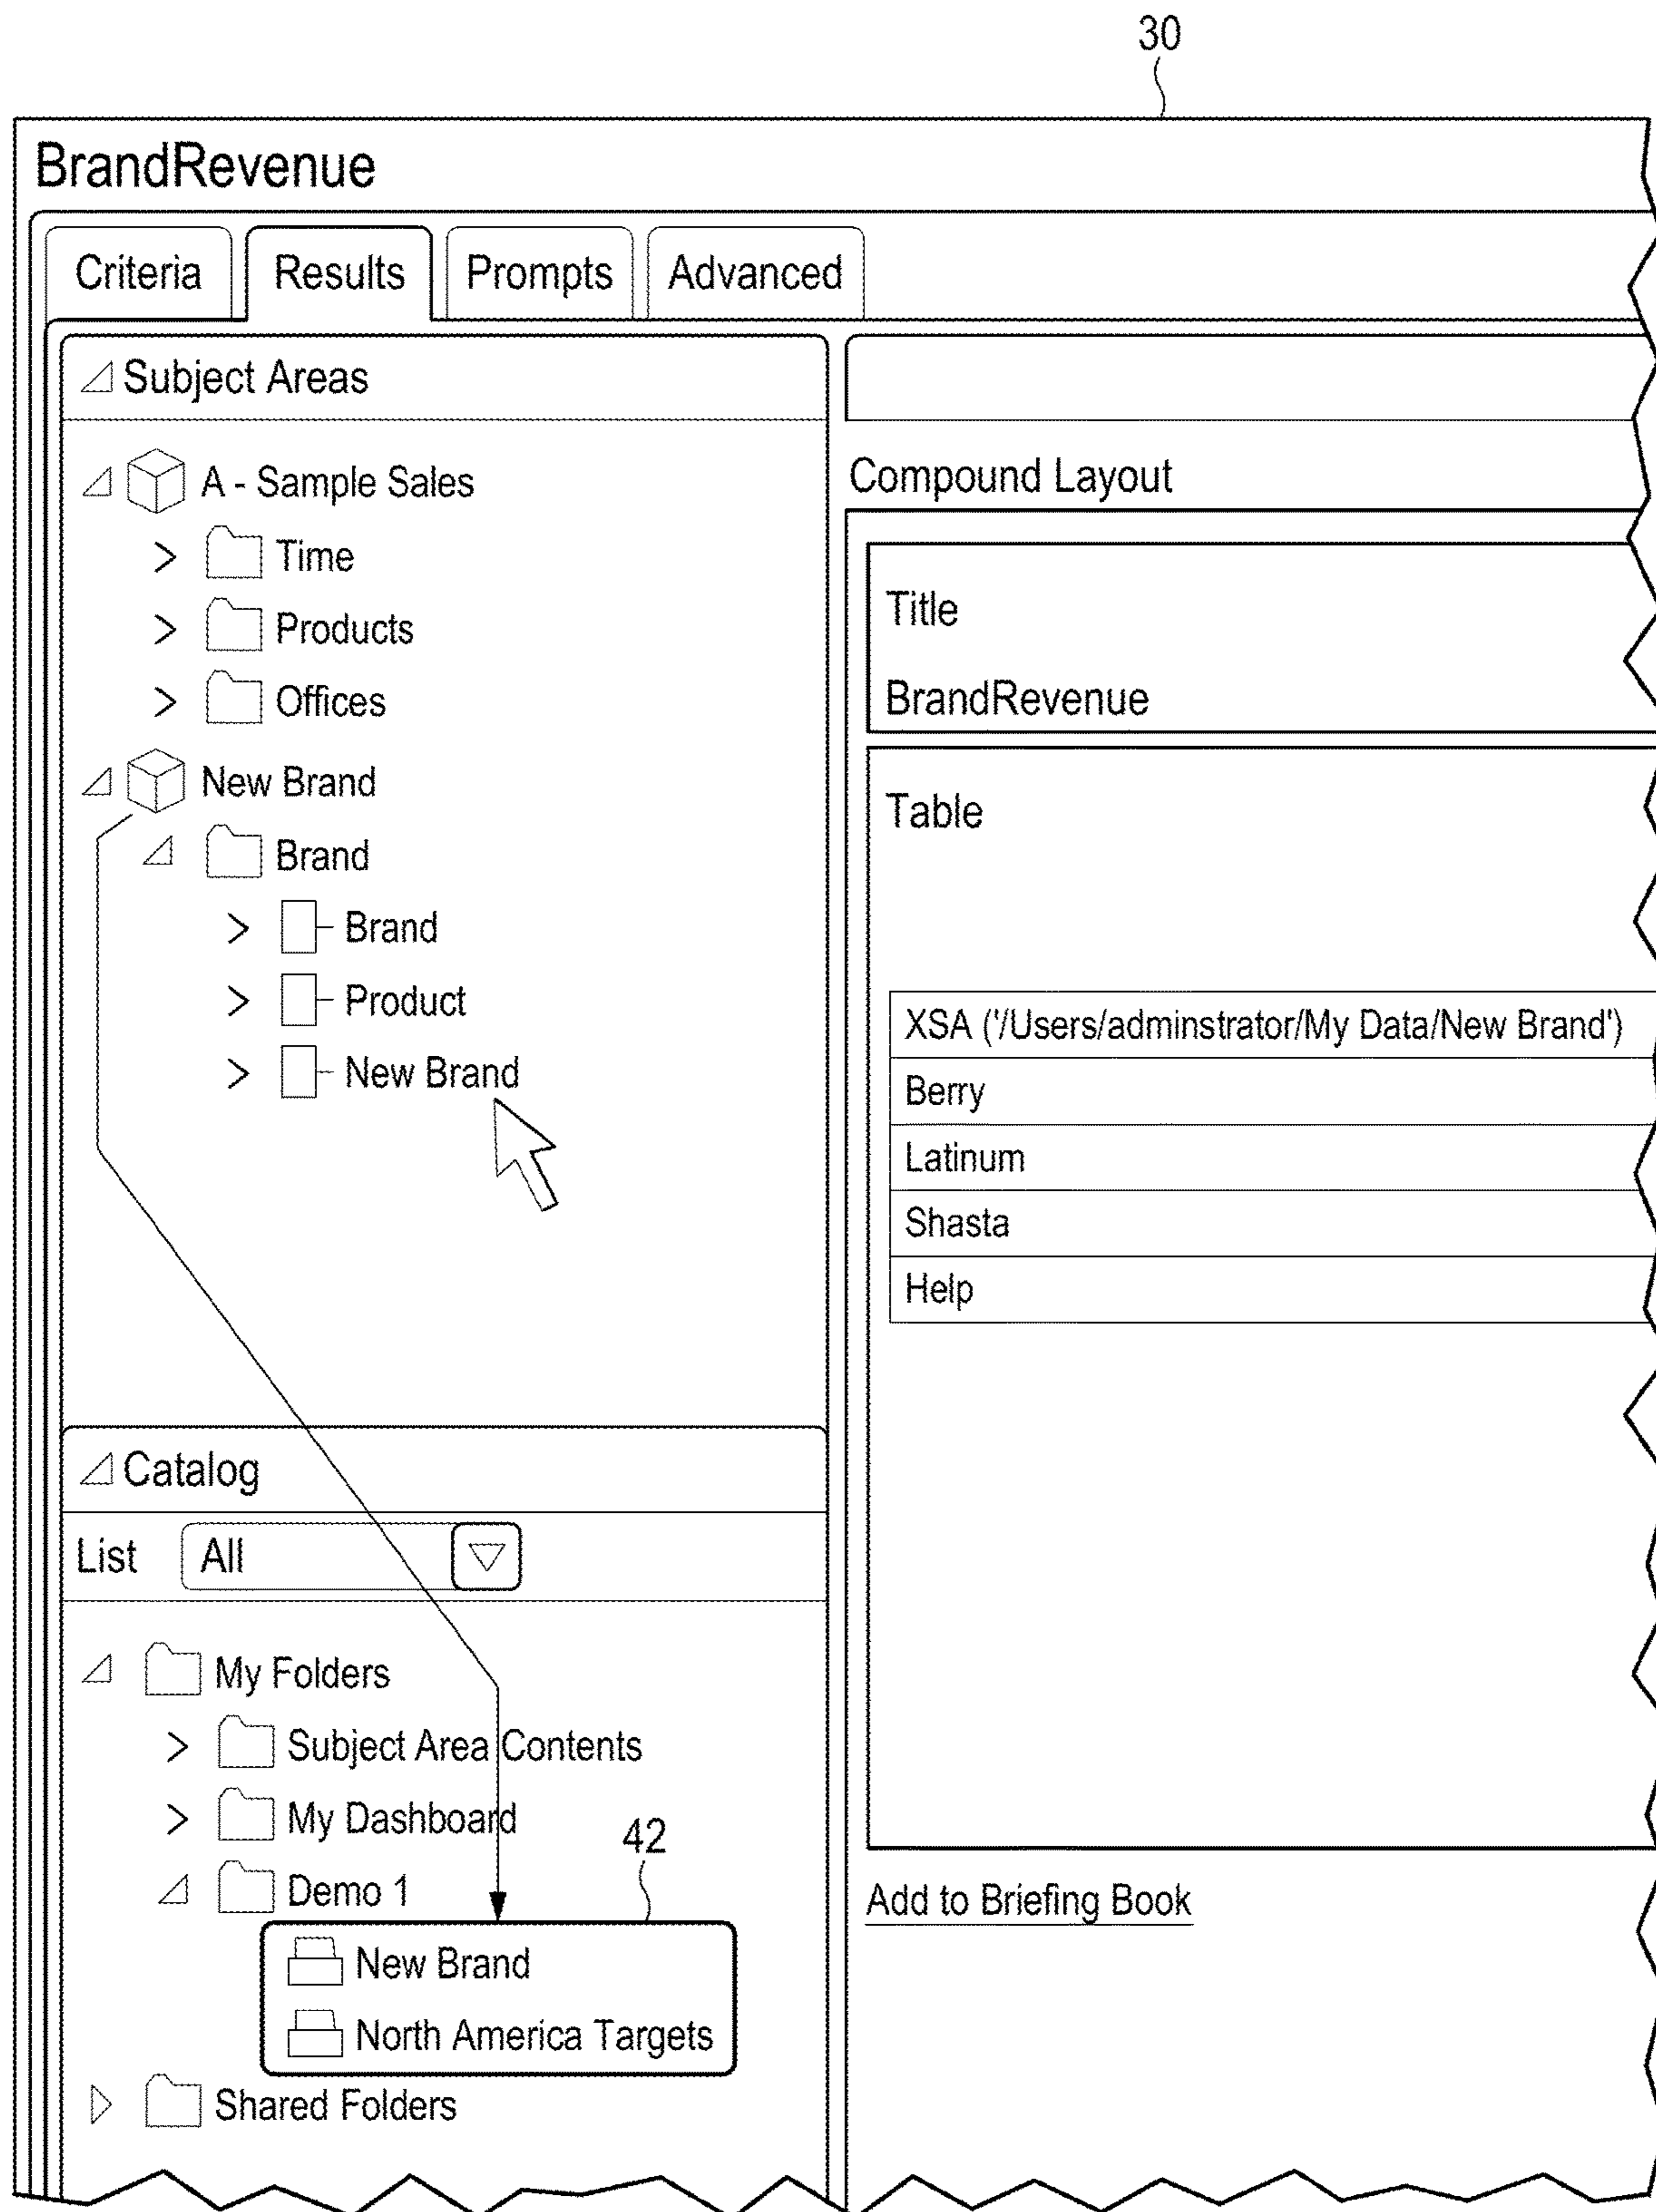 30
BrandRevenue
Criteria
Results
Prompts
Advanced
Subject Areas
A - Sample Sales
Time
Products
Offices
New Brand
Brand
Brand
Product
New Brand
Catalog
List
All
My Folders
Subject Area Contents
My Dashboard
Demo 1
42
New Brand
North America Targets
Shared Folders
Compound Layout
Title
BrandRevenue
Table
XSA ('/Users/adminstrator/My Data/New Brand')
Berry
Latinum
Shasta
Help
Add to Briefing Book